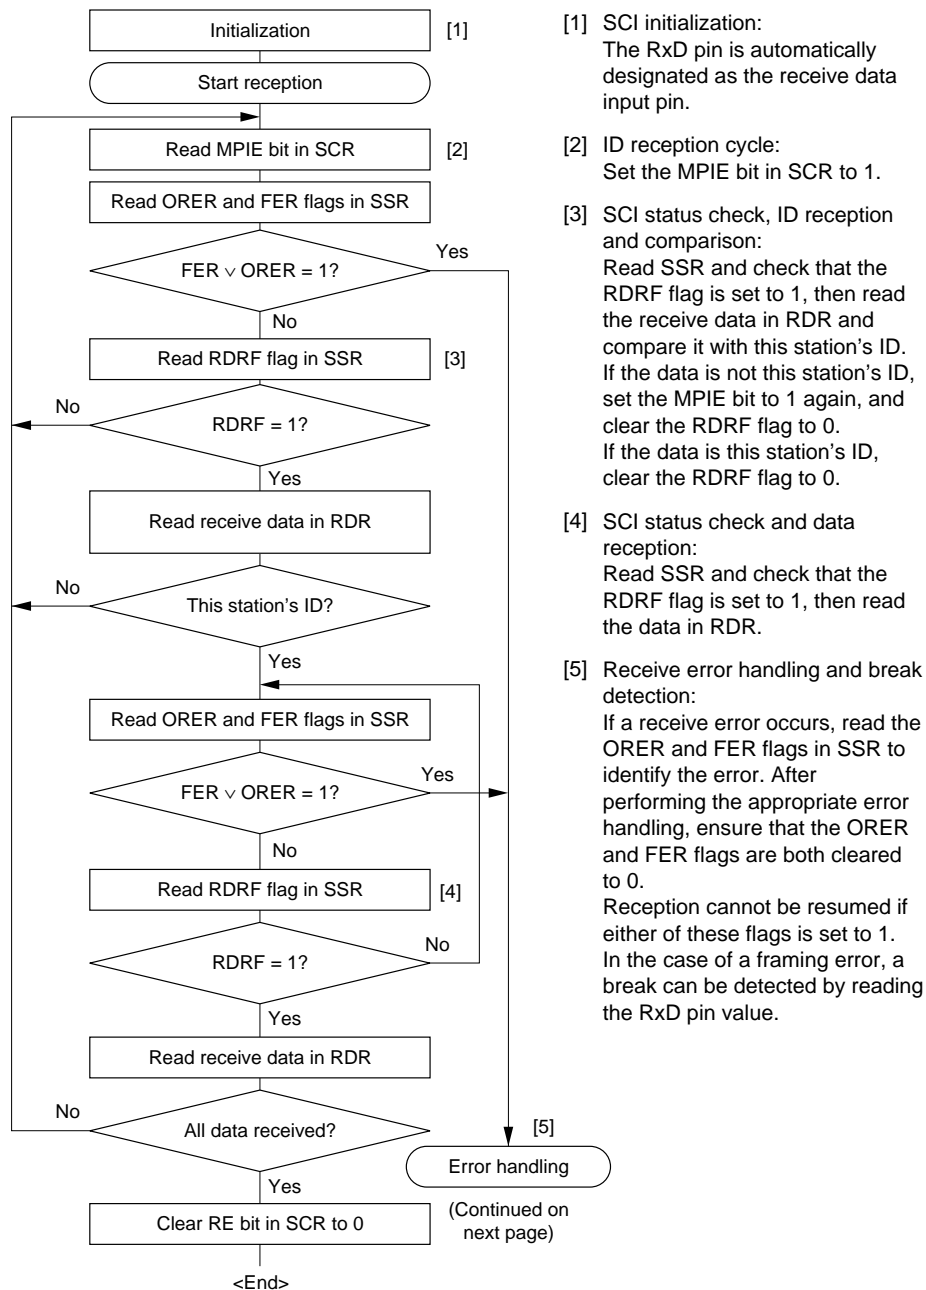 Initialization
[1]
Start reception
Read MPIE bit in SCR
[2]
Read ORER and FER flags in SSR
FER ∨ ORER = 1?
Yes
No
Read RDRF flag in SSR
[3]
No
RDRF = 1?
Yes
Read receive data in RDR
No
This station's ID?
Yes
Read ORER and FER flags in SSR
FER ∨ ORER = 1?
Yes
No
Read RDRF flag in SSR
[4]
RDRF = 1?
No
Yes
Read receive data in RDR
No
All data received?
Yes
[5]
Error handling
(Continued on
next page)
Clear RE bit in SCR to 0
<End>
[1] SCI initialization:
The RxD pin is automatically
designated as the receive data
input pin.
[2] ID reception cycle:
Set the MPIE bit in SCR to 1.
[3] SCI status check, ID reception
and comparison:
Read SSR and check that the
RDRF flag is set to 1, then read
the receive data in RDR and
compare it with this station's ID.
If the data is not this station's ID,
set the MPIE bit to 1 again, and
clear the RDRF flag to 0.
If the data is this station's ID,
clear the RDRF flag to 0.
[4] SCI status check and data
reception:
Read SSR and check that the
RDRF flag is set to 1, then read
the data in RDR.
[5] Receive error handling and break
detection:
If a receive error occurs, read the
ORER and FER flags in SSR to
identify the error. After
performing the appropriate error
handling, ensure that the ORER
and FER flags are both cleared
to 0.
Reception cannot be resumed if
either of these flags is set to 1.
In the case of a framing error, a
break can be detected by reading
the RxD pin value.